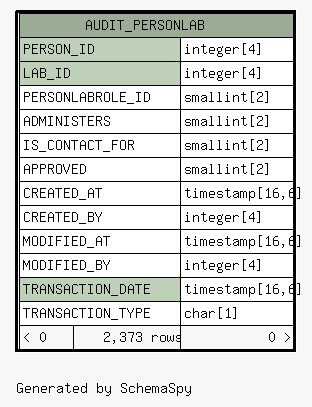 AUDIT_PERSONLAB
PERSON_ID integer[4]
LAB_ID integer[4]
PERSONLABROLE_ID smallint[2]
ADMINISTERS smallint[2]
IS_CONTACT_FOR smallint[2]
APPROVED smallint[2]
CREATED_AT timestamp[16,6]
CREATED_BY integer[4]
MODIFIED_AT timestamp[16,6]
MODIFIED_BY integer[4]
TRANSACTION_DATE timestamp[16,6]
TRANSACTION_TYPE char[1]
< 0 2,373 rows 0 >
Generated by SchemaSpy